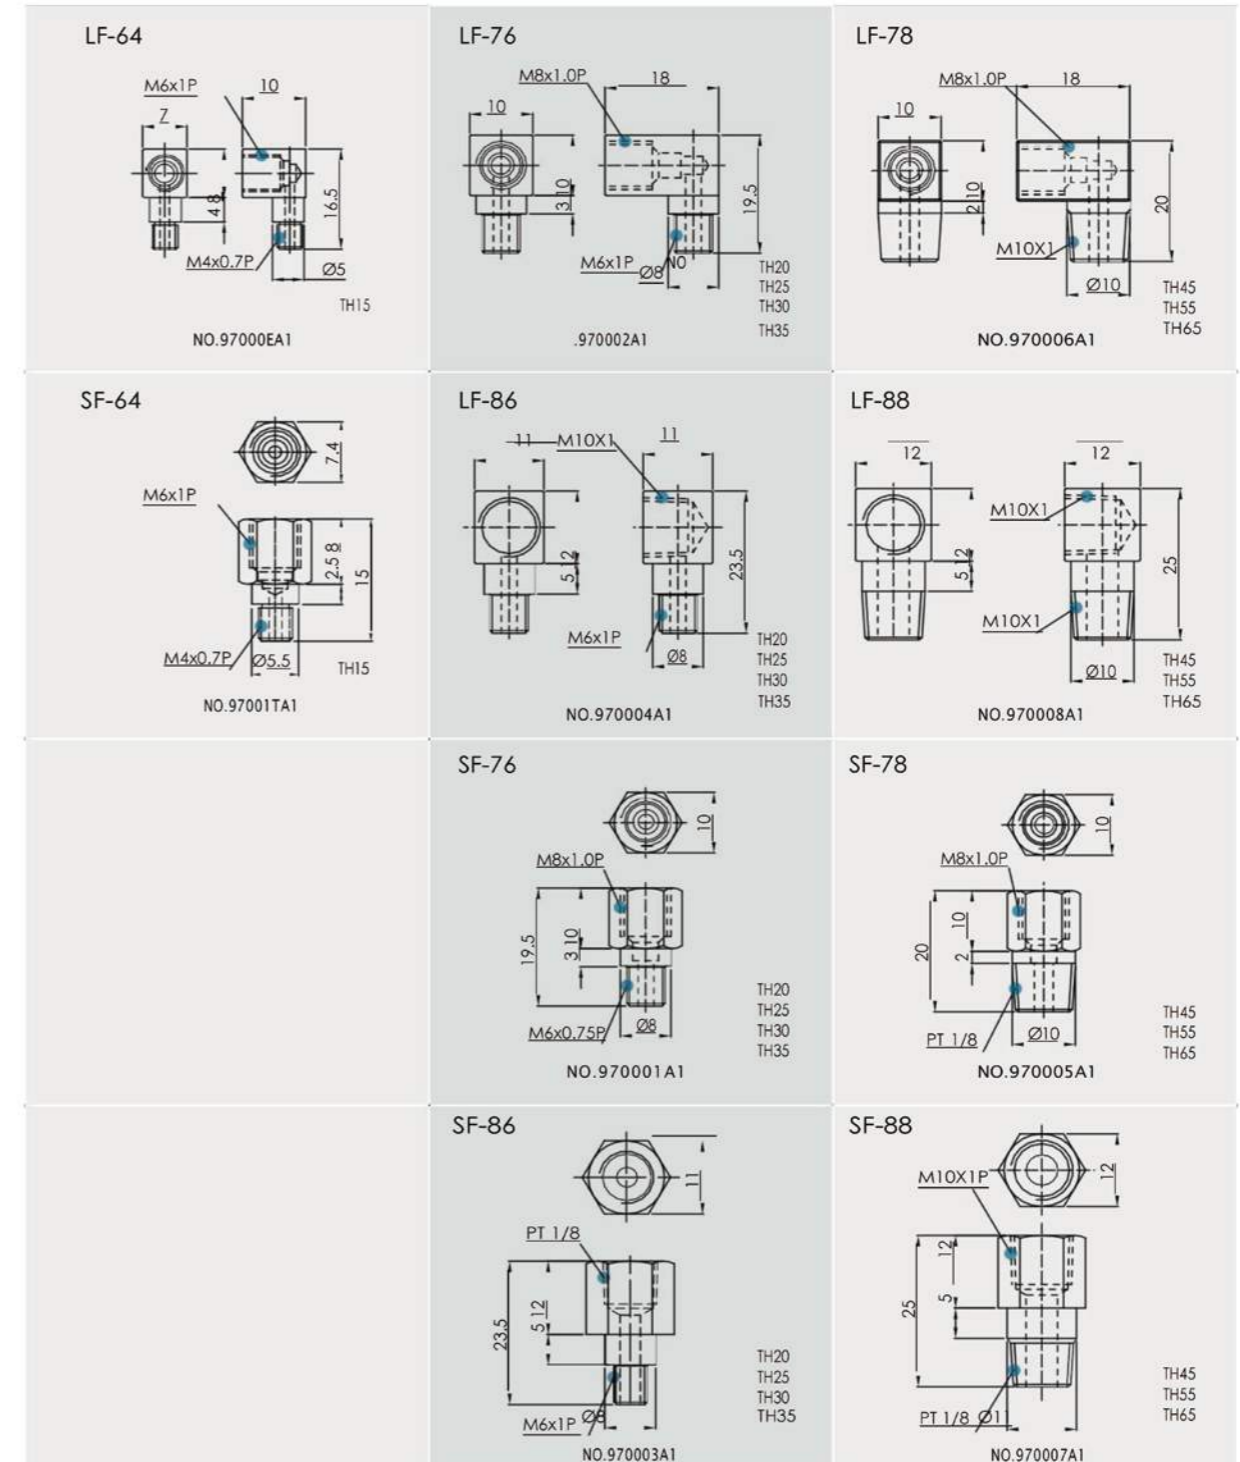 LF-64
M6x1P
10
7
4 8
16.5
M4x0.7P
Ø5
TH15
NO.97000EA1
LF-76
M8x1.0P
18
10
3 10
19.5
M6x1P
NO
Ø8
TH20
TH25
TH30
TH35
.970002A1
LF-78
M8x1.0P
18
10
2 10
20
M10X1
Ø10
TH45
TH55
TH65
NO.970006A1
SF-64
7.4
M6x1P
2.5 8
15
M4x0.7P
Ø5.5
TH15
NO.97001TA1
LF-86
11
M10X1
11
5 12
23.5
M6x1P
Ø8
TH20
TH25
TH30
TH35
NO.970004A1
LF-88
12
12
M10X1
5 12
25
M10X1
Ø10
TH45
TH55
TH65
NO.970008A1
SF-76
10
M8x1.0P
19.5
3 10
M6x0.75P
Ø8
TH20
TH25
TH30
TH35
NO.970001A1
SF-78
10
M8x1.0P
20
10
2
PT 1/8
Ø10
TH45
TH55
TH65
NO.970005A1
SF-86
11
PT 1/8
23.5
5 12
M6x1P
Ø8
TH20
TH25
TH30
TH35
NO.970003A1
SF-88
M10X1P
12
12
5
25
PT 1/8
Ø11
TH45
TH55
TH65
NO.970007A1